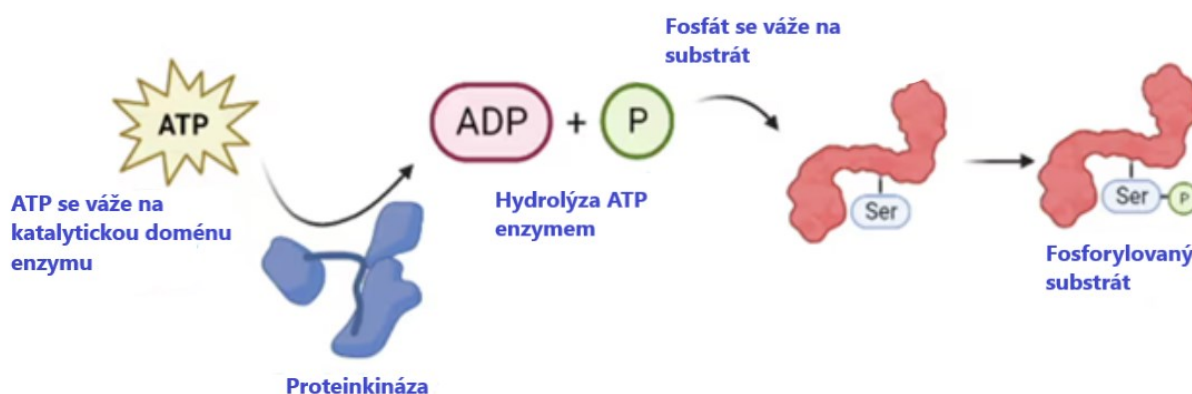 ATP
ATP se váže na
katalytickou doménu
enzymu
Proteinkináza
ADP + P
Hydrolýza ATP
enzymem
Fosfát se váže na
substrát
Ser
Ser P
Fosforylovaný
substrát